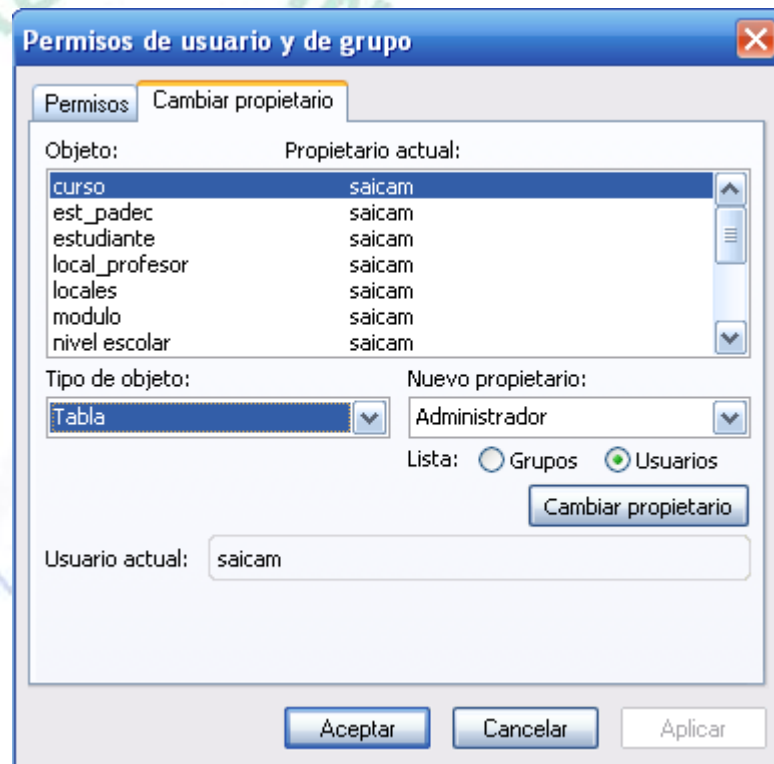 Permisos de usuario y de grupo
Permisos Cambiar propietario
Objeto: Propietario actual:
curso saicam
est_padec saicam
estudiante saicam
local_profesor saicam
locales saicam
modulo saicam
nivel escolar saicam
Tipo de objeto: Nuevo propietario:
Tabla Administrador
Lista: Grupos Usuarios
Cambiar propietario
Usuario actual: saicam
Aceptar Cancelar Aplicar